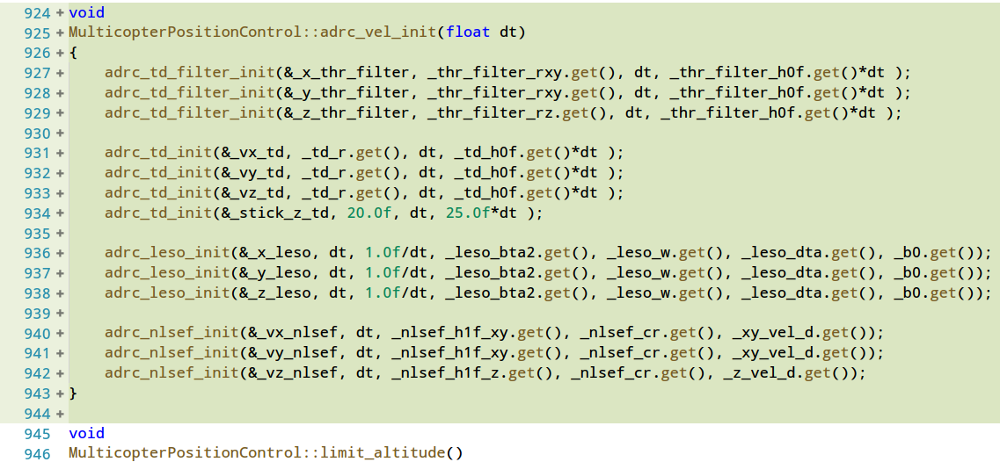 924 + void
925 + MulticopterPositionControl::adrc_vel_init(float dt)
926 + {
927 +     adrc_td_filter_init(&_x_thr_filter, _thr_filter_rxy.get(), dt, _thr_filter_h0f.get()*dt );
928 +     adrc_td_filter_init(&_y_thr_filter, _thr_filter_rxy.get(), dt, _thr_filter_h0f.get()*dt );
929 +     adrc_td_filter_init(&_z_thr_filter, _thr_filter_rz.get(), dt, _thr_filter_h0f.get()*dt );
930 +
931 +     adrc_td_init(&_vx_td, _td_r.get(), dt, _td_h0f.get()*dt );
932 +     adrc_td_init(&_vy_td, _td_r.get(), dt, _td_h0f.get()*dt );
933 +     adrc_td_init(&_vz_td, _td_r.get(), dt, _td_h0f.get()*dt );
934 +     adrc_td_init(&_stick_z_td, 20.0f, dt, 25.0f*dt );
935 +
936 +     adrc_leso_init(&_x_leso, dt, 1.0f/dt, _leso_bta2.get(), _leso_w.get(), _leso_dta.get(), _b0.get());
937 +     adrc_leso_init(&_y_leso, dt, 1.0f/dt, _leso_bta2.get(), _leso_w.get(), _leso_dta.get(), _b0.get());
938 +     adrc_leso_init(&_z_leso, dt, 1.0f/dt, _leso_bta2.get(), _leso_w.get(), _leso_dta.get(), _b0.get());
939 +
940 +     adrc_nlsef_init(&_vx_nlsef, dt, _nlsef_h1f_xy.get(), _nlsef_cr.get(), _xy_vel_d.get());
941 +     adrc_nlsef_init(&_vy_nlsef, dt, _nlsef_h1f_xy.get(), _nlsef_cr.get(), _xy_vel_d.get());
942 +     adrc_nlsef_init(&_vz_nlsef, dt, _nlsef_h1f_z.get(), _nlsef_cr.get(), _z_vel_d.get());
943 + }
944 +
945   void
946   MulticopterPositionControl::limit_altitude()